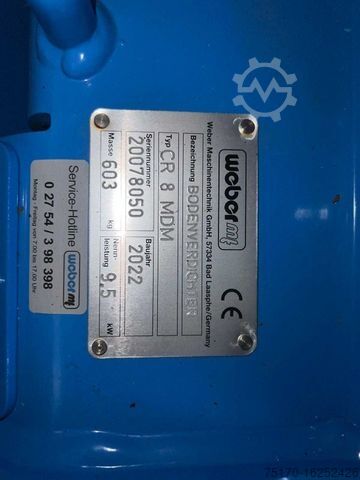 weber mt
Weber Maschinentechnik GmbH, 57334 Bad Laasphe/Germany
CE
Bezeichnung BODENVERDICHTER
Typ CR 8 MDM
Seriennummer 20078050
Baujahr 2022
Masse 603 kg
Nenn-
leistung 9,5 kW
Service-Hotline weber mt
0 27 54 / 3 98 398
Montag - Freitag von 7.00 bis 17.00 Uhr
75170-16252426